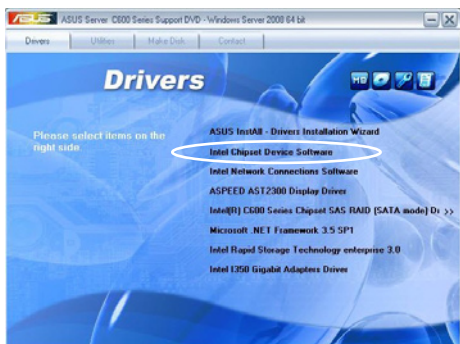 ASUS ASUS Server C600 Series Support DVD - Windows Server 2008 64 bit
Drivers Utilities Make Disk Contact
Drivers
Please select items on the
right side.
ASUS InstAll - Drivers Installation Wizard
Intel Chipset Device Software
Intel Network Connections Software
ASPEED AST2300 Display Driver
Intel(R) C600 Series Chipset SAS RAID (SATA mode) Di >>
Microsoft .NET Framework 3.5 SP1
Intel Rapid Storage Technology enterprise 3.0
Intel I350 Gigabit Adapters Driver